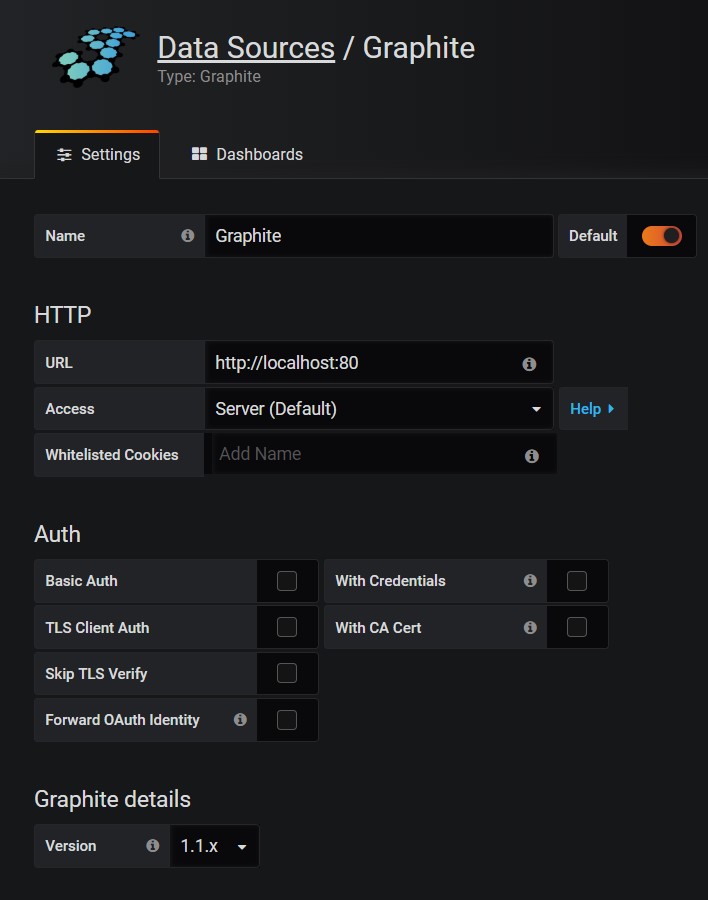 Data Sources / Graphite
Type: Graphite
Settings
Dashboards
Name
Graphite
Default
HTTP
URL
http://localhost:80
Access
Server (Default)
Help
Whitelisted Cookies
Add Name
Auth
Basic Auth
With Credentials
TLS Client Auth
With CA Cert
Skip TLS Verify
Forward OAuth Identity
Graphite details
Version
1.1.x